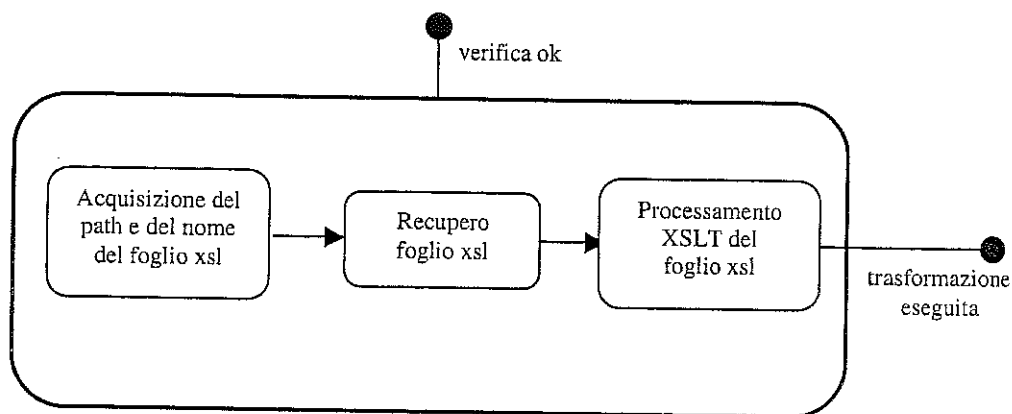 verifica ok
Acquisizione del
path e del nome
del foglio xsl
Recupero
foglio xsl
Processamento
XSLT del
foglio xsl
trasformazione
eseguita